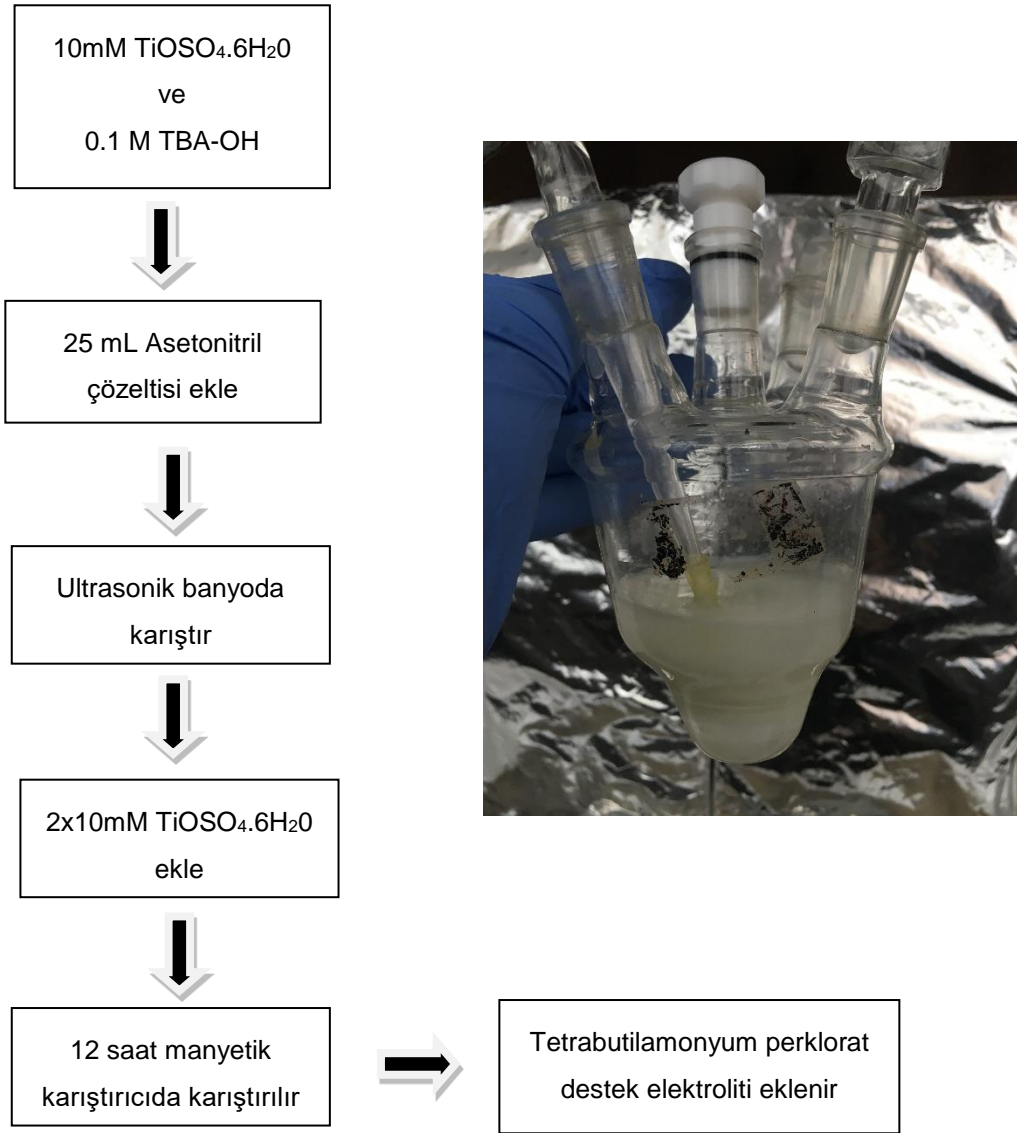 10mM TiOSO₄.6H₂0
ve
0.1 M TBA-OH
25 mL Asetonitril
çözeltisi ekle
Ultrasonik banyoda
karıştır
2x10mM TiOSO₄.6H₂0
ekle
12 saat manyetik
karıştırıcıda karıştırılır
Tetrabutilamonyum perklorat
destek elektroliti eklenir